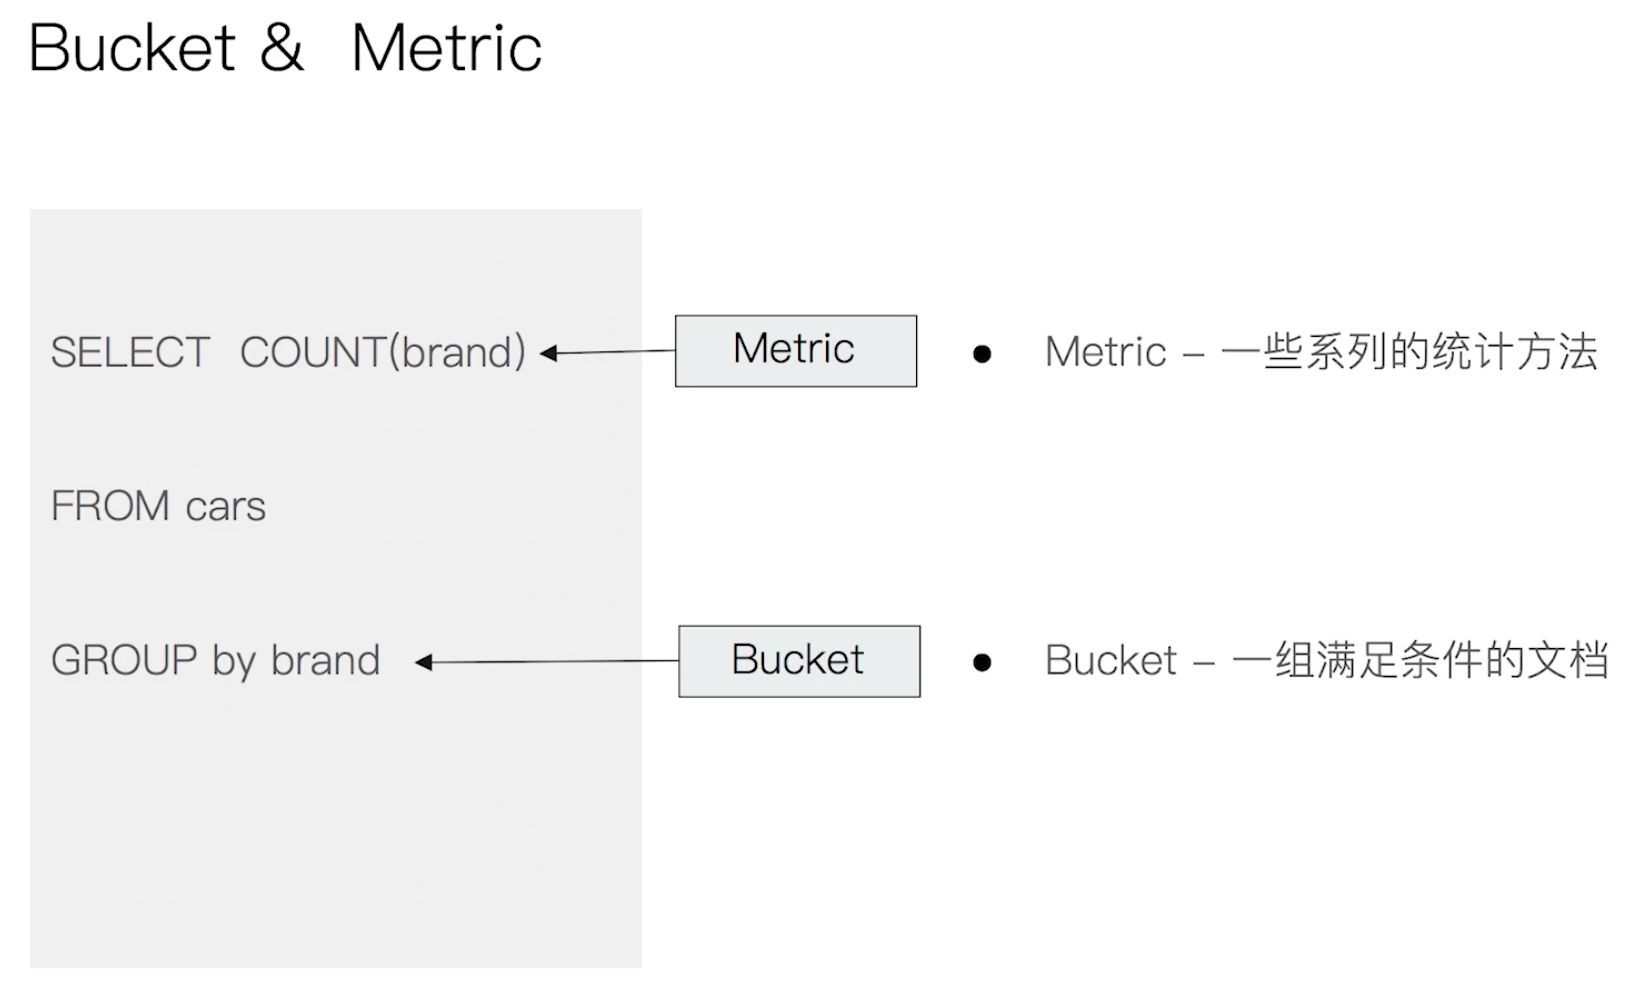 Bucket & Metric
SELECT COUNT(brand)
Metric
Metric – 一些系列的统计方法
FROM cars
GROUP by brand
Bucket
Bucket – 一组满足条件的文档